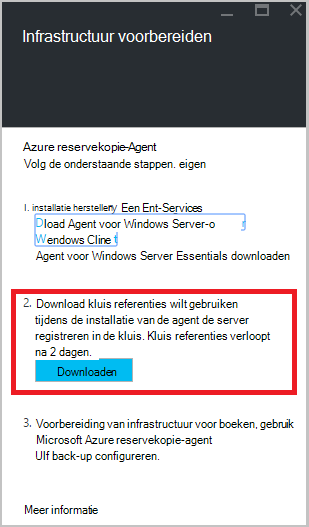 Infrastructuur voorbereiden
Azure reservekopie-Agent
Volg de onderstaande stappen. eigen
1. installatie herstellen Een Ent-Services
Dload Agent voor Windows Server-o
Wendows Cline t
Agent voor Windows Server Essentials downloaden
2. Download kluis referenties wilt gebruiken
tijdens de installatie van de agent de server
registreren in de kluis. Kluis referenties verloopt
na 2 dagen.
Downloaden
3. Voorbereiding van infrastructuur voor boeken, gebruik
Microsoft Azure reservekopie-agent
Ulf back-up configureren.
Meer informatie